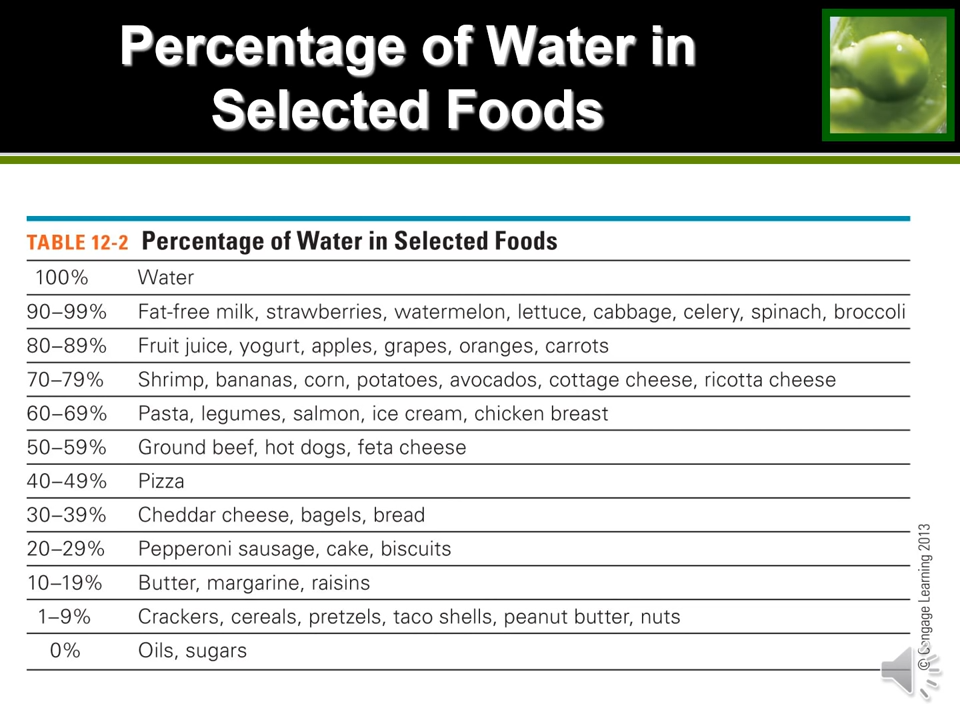 Percentage of Water in
Selected Foods
TABLE 12-2 Percentage of Water in Selected Foods
100% Water
90–99% Fat-free milk, strawberries, watermelon, lettuce, cabbage, celery, spinach, broccoli
80–89% Fruit juice, yogurt, apples, grapes, oranges, carrots
70–79% Shrimp, bananas, corn, potatoes, avocados, cottage cheese, ricotta cheese
60–69% Pasta, legumes, salmon, ice cream, chicken breast
50–59% Ground beef, hot dogs, feta cheese
40–49% Pizza
30–39% Cheddar cheese, bagels, bread
20–29% Pepperoni sausage, cake, biscuits
10–19% Butter, margarine, raisins
1–9% Crackers, cereals, pretzels, taco shells, peanut butter, nuts
0% Oils, sugars
© Cengage Learning 2013